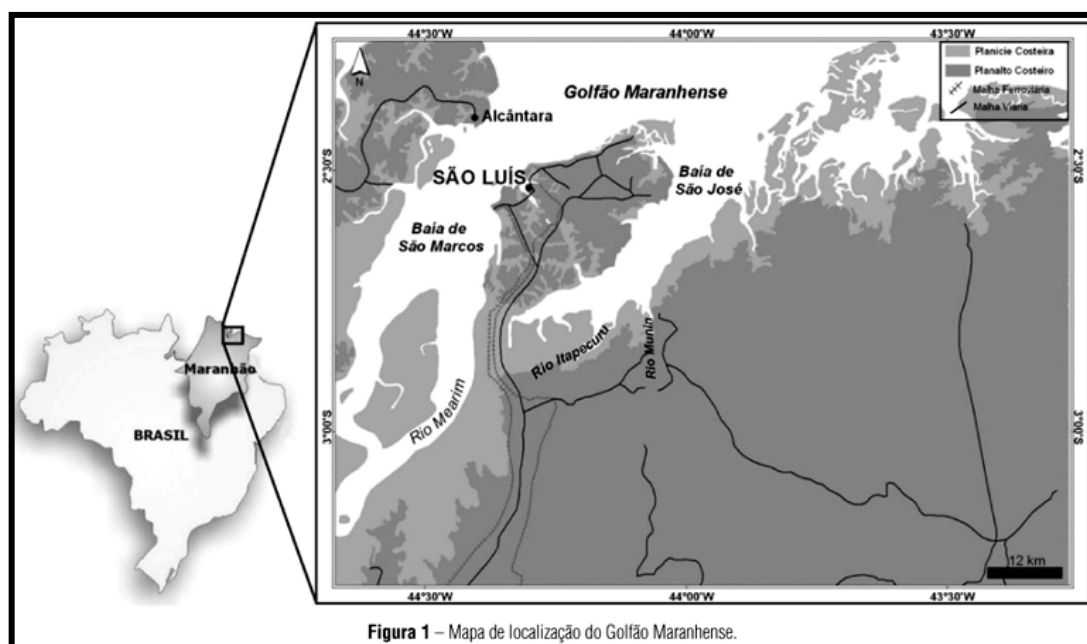 44°30'W
44°00'W
43°30'W
Planície Costeira
Planalto Costeiro
Malha Ferroviária
Malha Viária
N
Golfão Maranhense
Alcântara
2°30'S
2°30'S
SÃO LUÍS
Baía de
São José
Baía de
São Marcos
Rio Itapecuru
Rio Munin
Maranhão
BRASIL
Rio Mearim
3°00'S
3°00'S
12 km
44°30'W
44°00'W
43°30'W
Figura 1 – Mapa de localização do Golfão Maranhense.